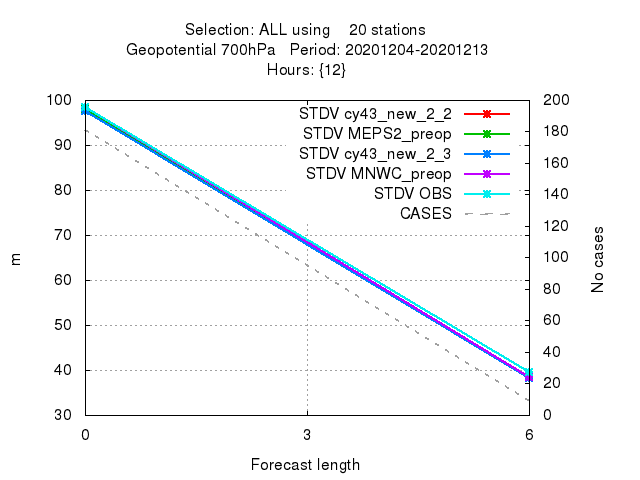 Selection: ALL using 20 stations
Geopotential 700hPa Period: 20201204-20201213
Hours: {12}
STDV cy43_new_2_2
STDV MEPS2_preop
STDV cy43_new_2_3
STDV MNWC_preop
STDV OBS
CASES
100
90
80
70
60
50
40
30
m
200
180
160
140
120
100
80
60
40
20
0
No cases
0 3 6
Forecast length